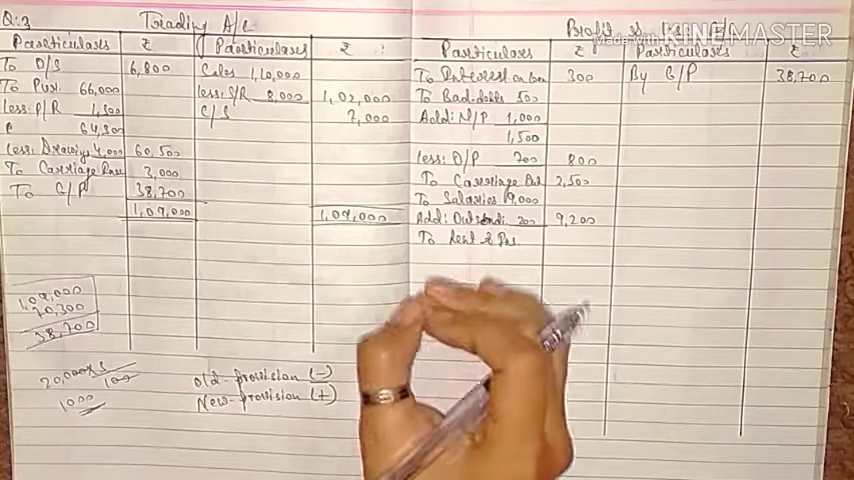 Q:3 Trading A/c
Particulars ₹ Particulars ₹
To O/S 6,800 Sales 1,10,000
To Pur. 66,000 less: S/R 8,000 1,02,000
less: P/R 1,500 C/S 7,000
64,500
less: Drawings 4,000 60,500
To Carriage 3,000
To G/P 38,700
1,09,000 1,09,000
1,09,000
70,300
38,700
20,000 x 5
100
1000
Old provision (-)
New provision (+)
Profit &
Made with KINEMASTER
Particulars ₹ Particulars ₹
To Interest on 300 By G/P 38,700
To Bad debts 500
Add: N/P 1,000
1,500
less: O/P 700 800
To Carriage Out 2,500
To Salaries 9,000
Add: Outstandi. 200 9,200
To Rent & Ins.